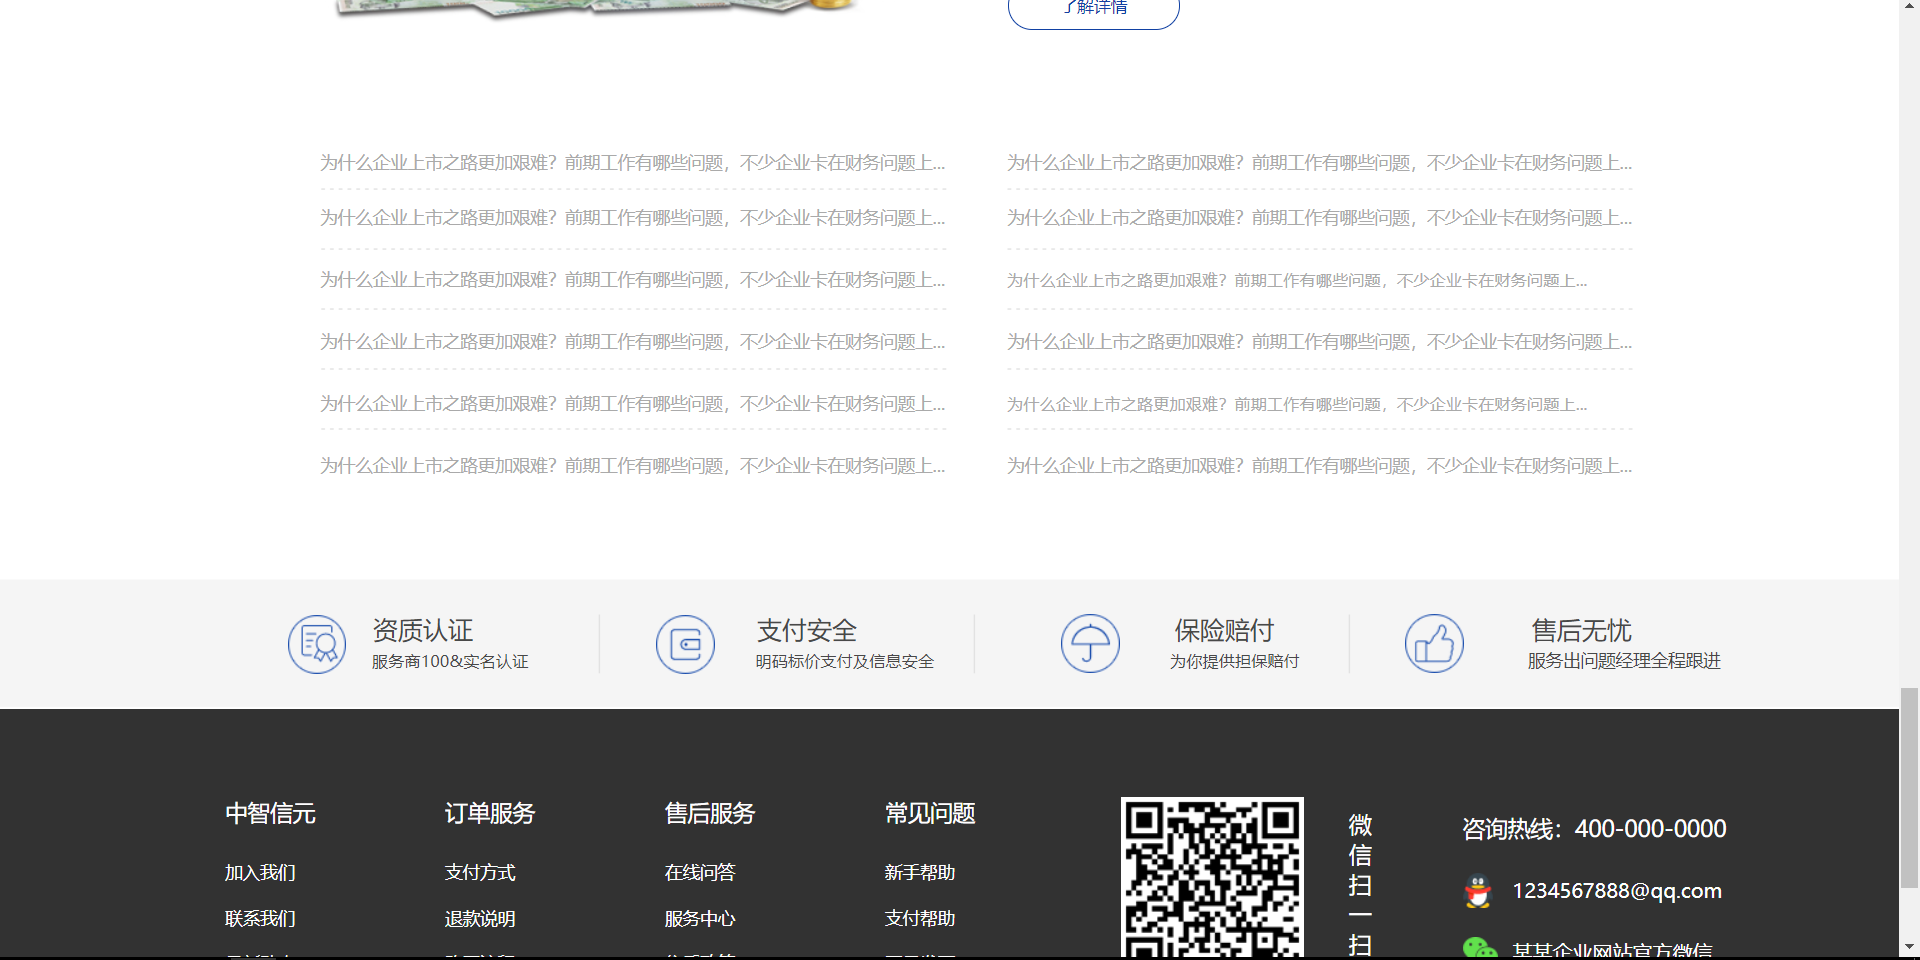 了解详情
为什么企业上市之路更加艰难？前期工作有哪些问题，不少企业卡在财务问题上...
为什么企业上市之路更加艰难？前期工作有哪些问题，不少企业卡在财务问题上...
为什么企业上市之路更加艰难？前期工作有哪些问题，不少企业卡在财务问题上...
为什么企业上市之路更加艰难？前期工作有哪些问题，不少企业卡在财务问题上...
为什么企业上市之路更加艰难？前期工作有哪些问题，不少企业卡在财务问题上...
为什么企业上市之路更加艰难？前期工作有哪些问题，不少企业卡在财务问题上...
为什么企业上市之路更加艰难？前期工作有哪些问题，不少企业卡在财务问题上...
为什么企业上市之路更加艰难？前期工作有哪些问题，不少企业卡在财务问题上...
为什么企业上市之路更加艰难？前期工作有哪些问题，不少企业卡在财务问题上...
为什么企业上市之路更加艰难？前期工作有哪些问题，不少企业卡在财务问题上...
为什么企业上市之路更加艰难？前期工作有哪些问题，不少企业卡在财务问题上...
为什么企业上市之路更加艰难？前期工作有哪些问题，不少企业卡在财务问题上...
资质认证
服务商100&实名认证
支付安全
明码标价支付及信息安全
保险赔付
为你提供担保赔付
售后无忧
服务出问题经理全程跟进
中智信元
加入我们
联系我们
订单服务
支付方式
退款说明
售后服务
在线问答
服务中心
常见问题
新手帮助
支付帮助
微信扫一扫
咨询热线：400-000-0000
1234567888@qq.com
某某企业网站官方微信